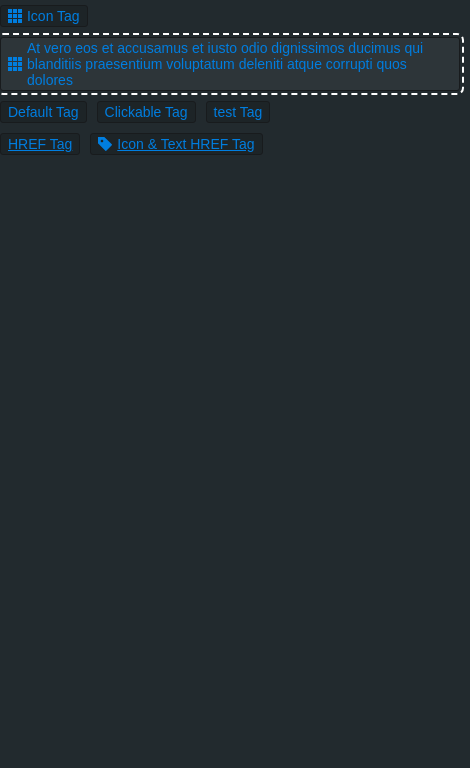 Icon Tag
At vero eos et accusamus et iusto odio dignissimos ducimus qui
blanditiis praesentium voluptatum deleniti atque corrupti quos
dolores
Default Tag Clickable Tag test Tag
HREF Tag Icon & Text HREF Tag